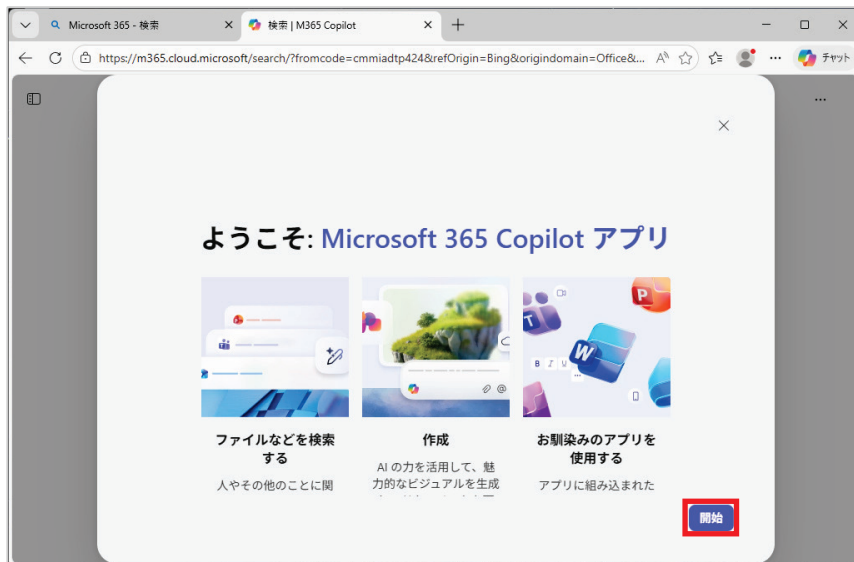 Microsoft 365 - 検索
検索 | M365 Copilot
https://m365.cloud.microsoft/search/?fromcode=cmmiadtp424&refOrigin=Bing&origindomain=Office&...
チャット
ようこそ: Microsoft 365 Copilot アプリ
ファイルなどを検索
する
人やその他のことに関
作成
AI の力を活用して、魅
力的なビジュアルを生成
お馴染みのアプリを
使用する
アプリに組み込まれた
開始